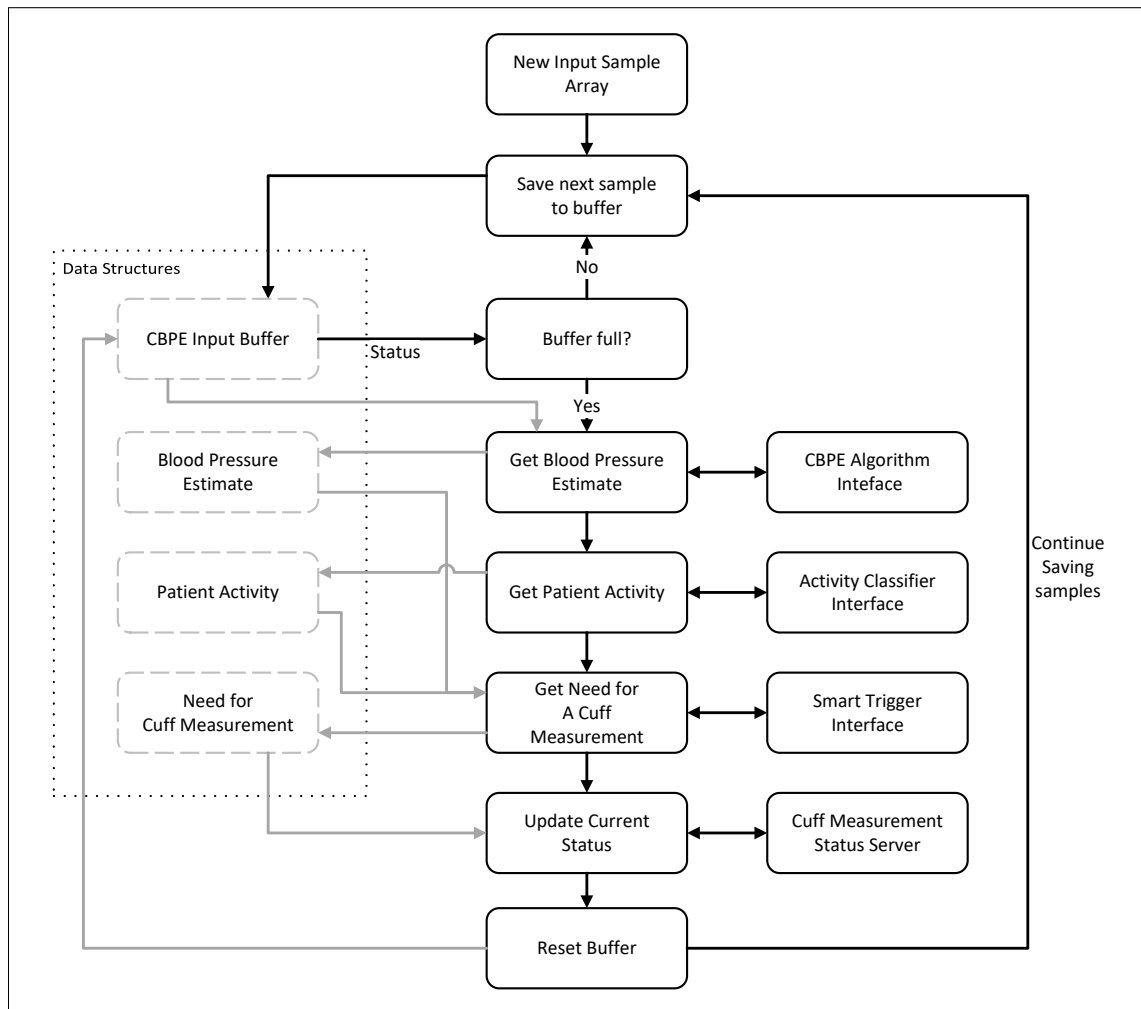 New Input Sample
Array
Save next sample
to buffer
No
Data Structures
CBPE Input Buffer
Status
Buffer full?
Yes
Blood Pressure
Estimate
Get Blood Pressure
Estimate
CBPE Algorithm
Inteface
Continue
Saving
samples
Patient Activity
Get Patient Activity
Activity Classifier
Interface
Need for
Cuff Measurement
Get Need for
A Cuff
Measurement
Smart Trigger
Interface
Update Current
Status
Cuff Measurement
Status Server
Reset Buffer